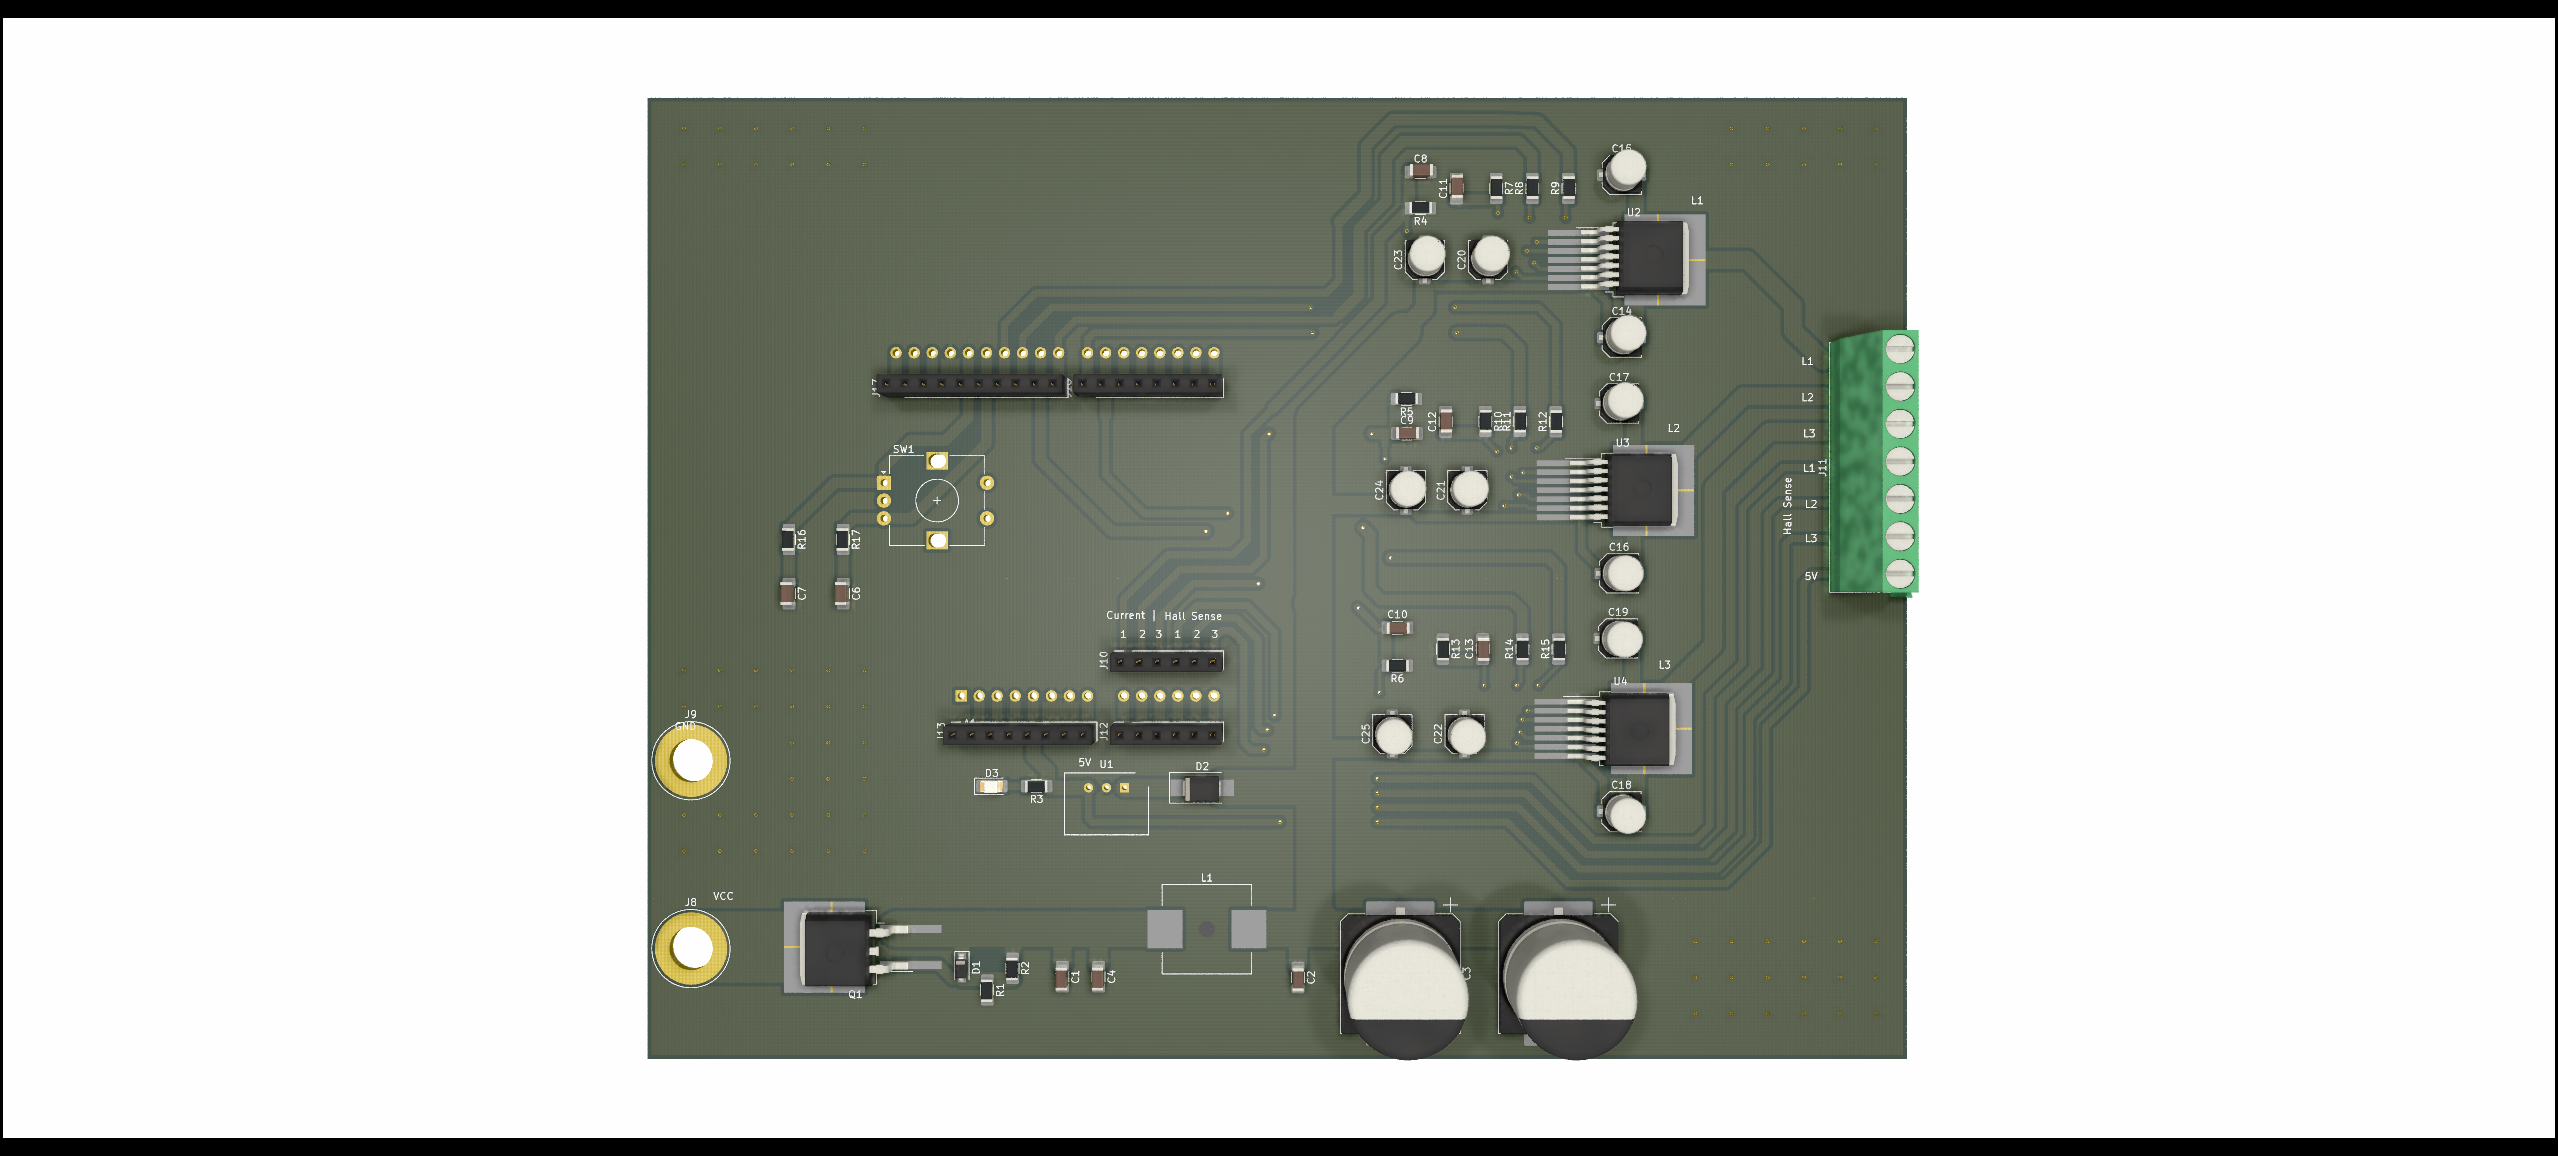 C8
C11
R7
R8
R9
R4
L1
U2
C23
C20
C14
C17
L1
L2
L3
L1
L2
L3
5V
J11
Hall Sense
R5
C9
C12
R10
R11
R12
L2
U3
C24
C21
C16
SW1
R16
R17
C7
C6
Current | Hall Sense
1 2 3 1 2 3
J10
C10
R13
C13
R14
R15
R6
C19
L3
U4
C25
C22
C18
J12
J9
GND
D3
R3
5V
U1
D2
J8
VCC
Q1
D1
R1
R2
C1
C4
L1
C2